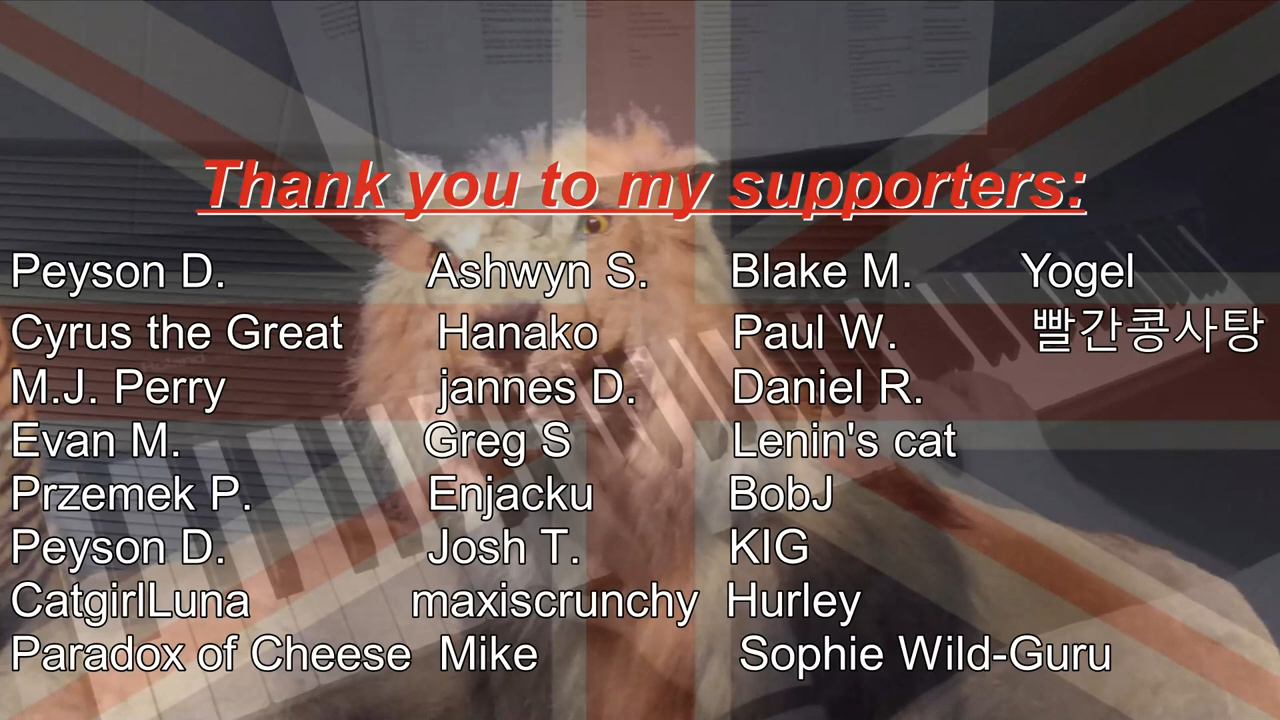 Thank you to my supporters:
Peyson D. Ashwyn S. Blake M. Yogel
Cyrus the Great Hanako Paul W. 빨간콩사탕
M.J. Perry jannes D. Daniel R.
Evan M. Greg S Lenin's cat
Przemek P. Enjacku BobJ
Peyson D. Josh T. KIG
CatgirlLuna maxiscrunchy Hurley
Paradox of Cheese Mike Sophie Wild-Guru